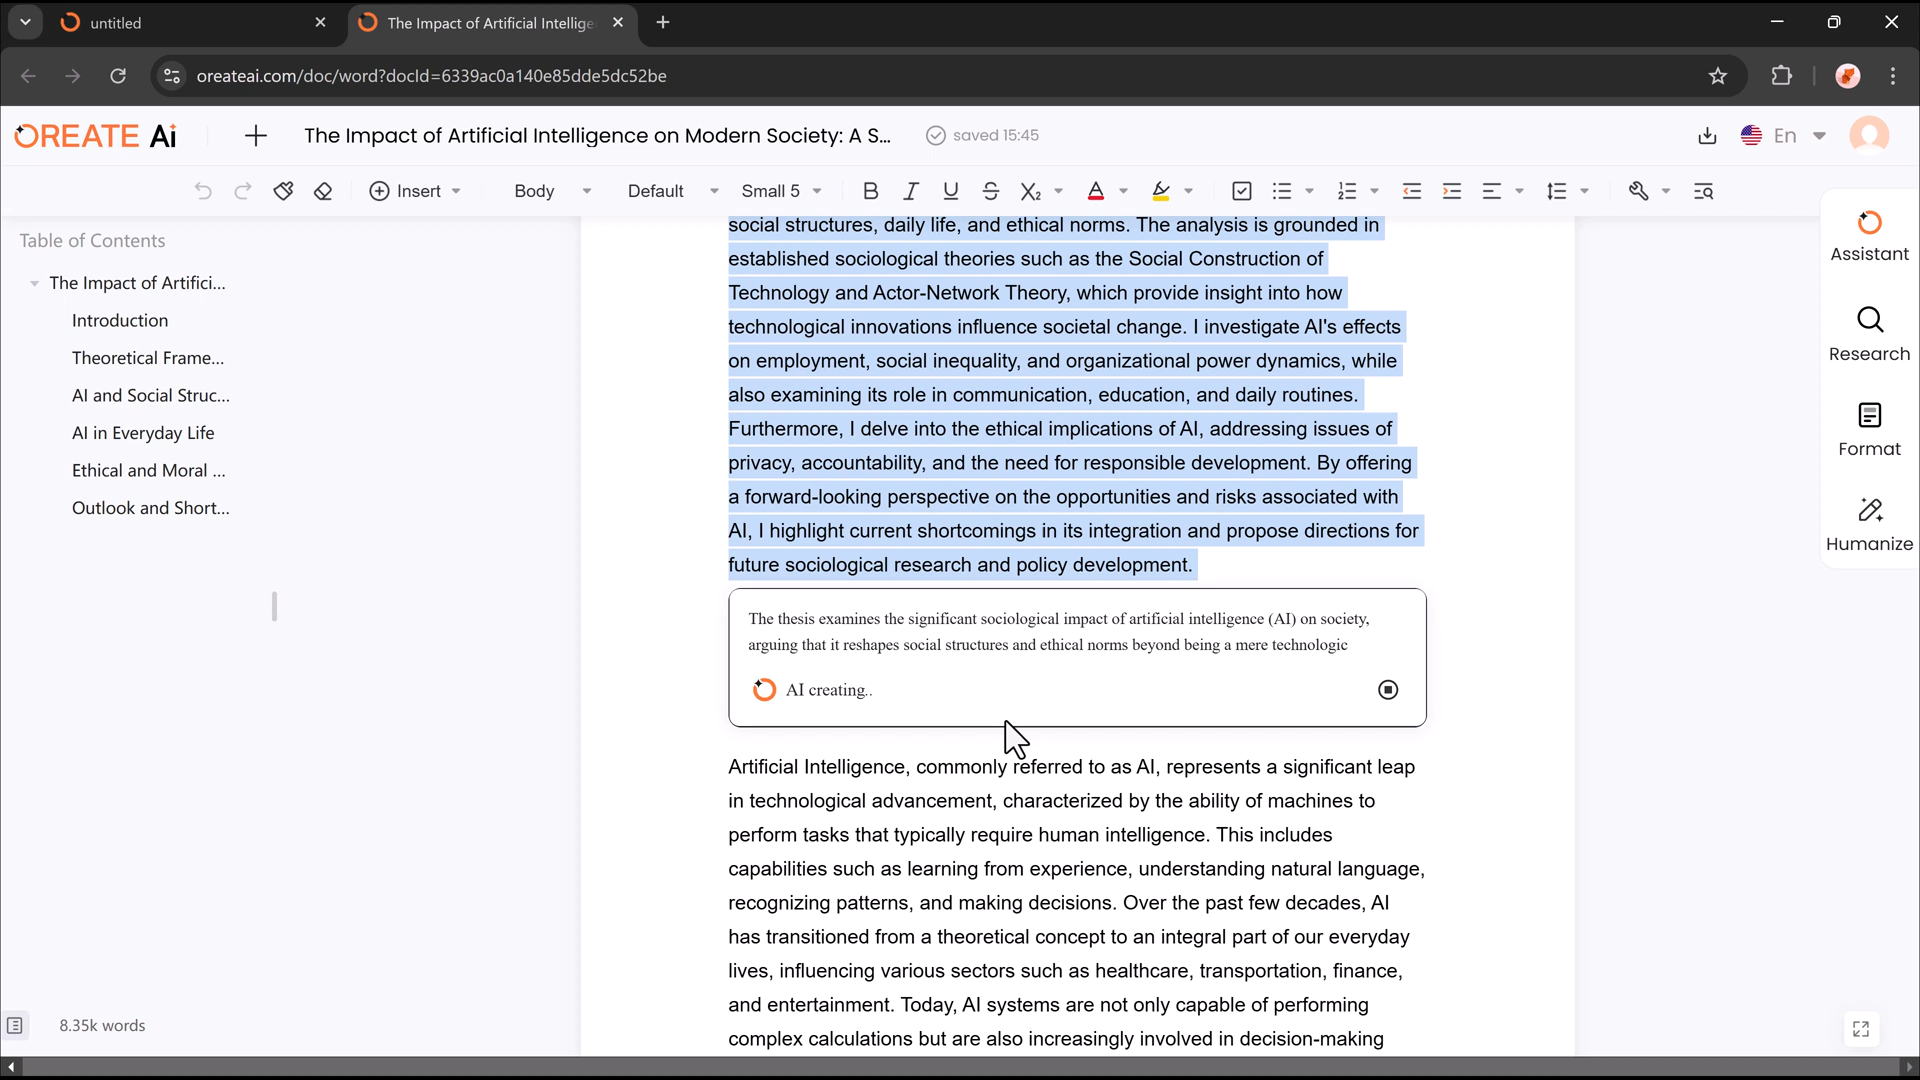 untitled
The Impact of Artificial Intellige
oreateai.com/doc/word?docId=6339ac0a140e85dde5dc52be
OREATE Ai
The Impact of Artificial Intelligence on Modern Society: A S...
saved 15:45
En
Insert
Body
Default
Small 5
Table of Contents
The Impact of Artifici...
Introduction
Theoretical Frame...
AI and Social Struc...
AI in Everyday Life
Ethical and Moral ...
Outlook and Short...
8.35k words
social structures, daily life, and ethical norms. The analysis is grounded in
established sociological theories such as the Social Construction of
Technology and Actor-Network Theory, which provide insight into how
technological innovations influence societal change. I investigate AI's effects
on employment, social inequality, and organizational power dynamics, while
also examining its role in communication, education, and daily routines.
Furthermore, I delve into the ethical implications of AI, addressing issues of
privacy, accountability, and the need for responsible development. By offering
a forward-looking perspective on the opportunities and risks associated with
AI, I highlight current shortcomings in its integration and propose directions for
future sociological research and policy development.
The thesis examines the significant sociological impact of artificial intelligence (AI) on society,
arguing that it reshapes social structures and ethical norms beyond being a mere technologic
AI creating..
Artificial Intelligence, commonly referred to as AI, represents a significant leap
in technological advancement, characterized by the ability of machines to
perform tasks that typically require human intelligence. This includes
capabilities such as learning from experience, understanding natural language,
recognizing patterns, and making decisions. Over the past few decades, AI
has transitioned from a theoretical concept to an integral part of our everyday
lives, influencing various sectors such as healthcare, transportation, finance,
and entertainment. Today, AI systems are not only capable of performing
complex calculations but are also increasingly involved in decision-making
Assistant
Research
Format
Humanize